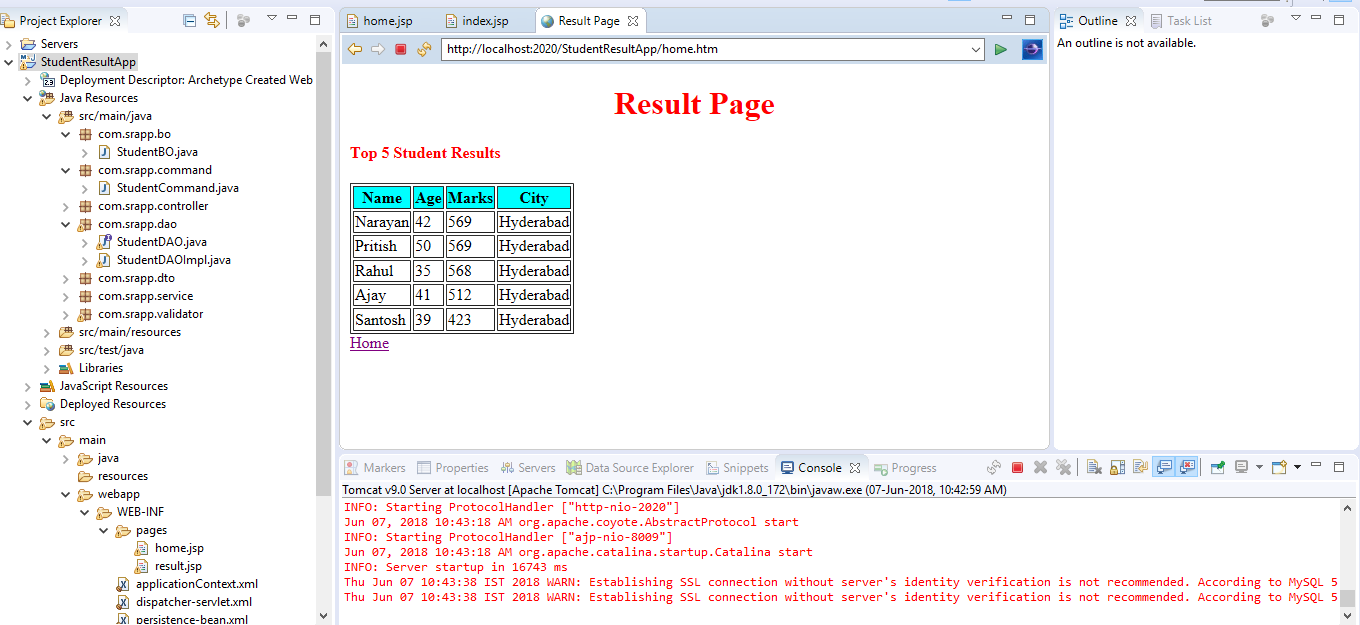 Project Explorer
Servers
StudentResultApp
Deployment Descriptor: Archetype Created Web
Java Resources
src/main/java
com.srapp.bo
StudentBO.java
com.srapp.command
StudentCommand.java
com.srapp.controller
com.srapp.dao
StudentDAO.java
StudentDAOImpl.java
com.srapp.dto
com.srapp.service
com.srapp.validator
src/main/resources
src/test/java
Libraries
JavaScript Resources
Deployed Resources
src
main
java
resources
webapp
WEB-INF
pages
home.jsp
result.jsp
applicationContext.xml
dispatcher-servlet.xml
persistence-bean.xml
home.jsp index.jsp Result Page
http://localhost:2020/StudentResultApp/home.htm
Result Page
Top 5 Student Results
Name Age Marks City
Narayan 42 569 Hyderabad
Pritish 50 569 Hyderabad
Rahul 35 568 Hyderabad
Ajay 41 512 Hyderabad
Santosh 39 423 Hyderabad
Home
Outline Task List
An outline is not available.
Markers Properties Servers Data Source Explorer Snippets Console Progress
Tomcat v9.0 Server at localhost [Apache Tomcat] C:\Program Files\Java\jdk1.8.0_172\bin\javaw.exe (07-Jun-2018, 10:42:59 AM)
INFO: Starting ProtocolHandler ["http-nio-2020"]
Jun 07, 2018 10:43:18 AM org.apache.coyote.AbstractProtocol start
INFO: Starting ProtocolHandler ["ajp-nio-8009"]
Jun 07, 2018 10:43:18 AM org.apache.catalina.startup.Catalina start
INFO: Server startup in 16743 ms
Thu Jun 07 10:43:38 IST 2018 WARN: Establishing SSL connection without server's identity verification is not recommended. According to MySQL 5
Thu Jun 07 10:43:38 IST 2018 WARN: Establishing SSL connection without server's identity verification is not recommended. According to MySQL 5